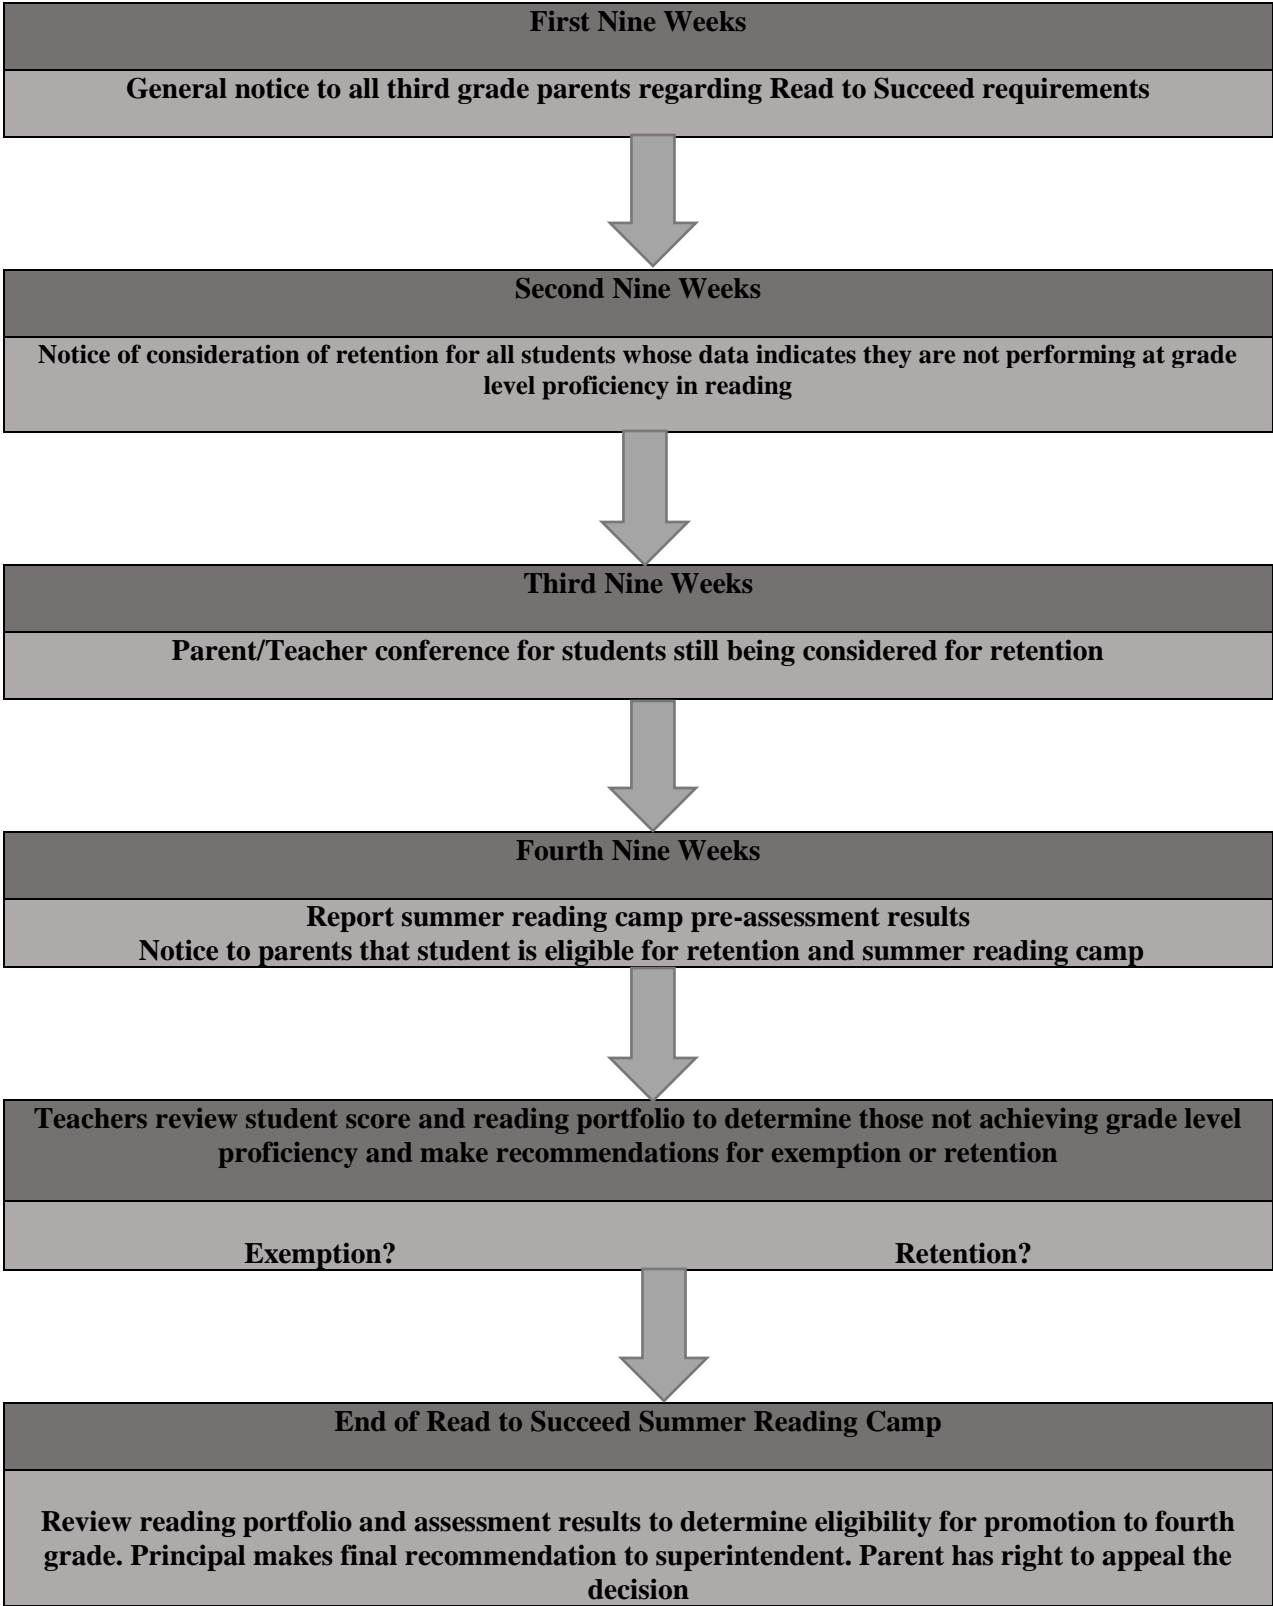 First Nine Weeks
General notice to all third grade parents regarding Read to Succeed requirements
Second Nine Weeks
Notice of consideration of retention for all students whose data indicates they are not performing at grade
level proficiency in reading
Third Nine Weeks
Parent/Teacher conference for students still being considered for retention
Fourth Nine Weeks
Report summer reading camp pre-assessment results
Notice to parents that student is eligible for retention and summer reading camp
Teachers review student score and reading portfolio to determine those not achieving grade level
proficiency and make recommendations for exemption or retention
Exemption? Retention?
End of Read to Succeed Summer Reading Camp
Review reading portfolio and assessment results to determine eligibility for promotion to fourth
grade. Principal makes final recommendation to superintendent. Parent has right to appeal the
decision